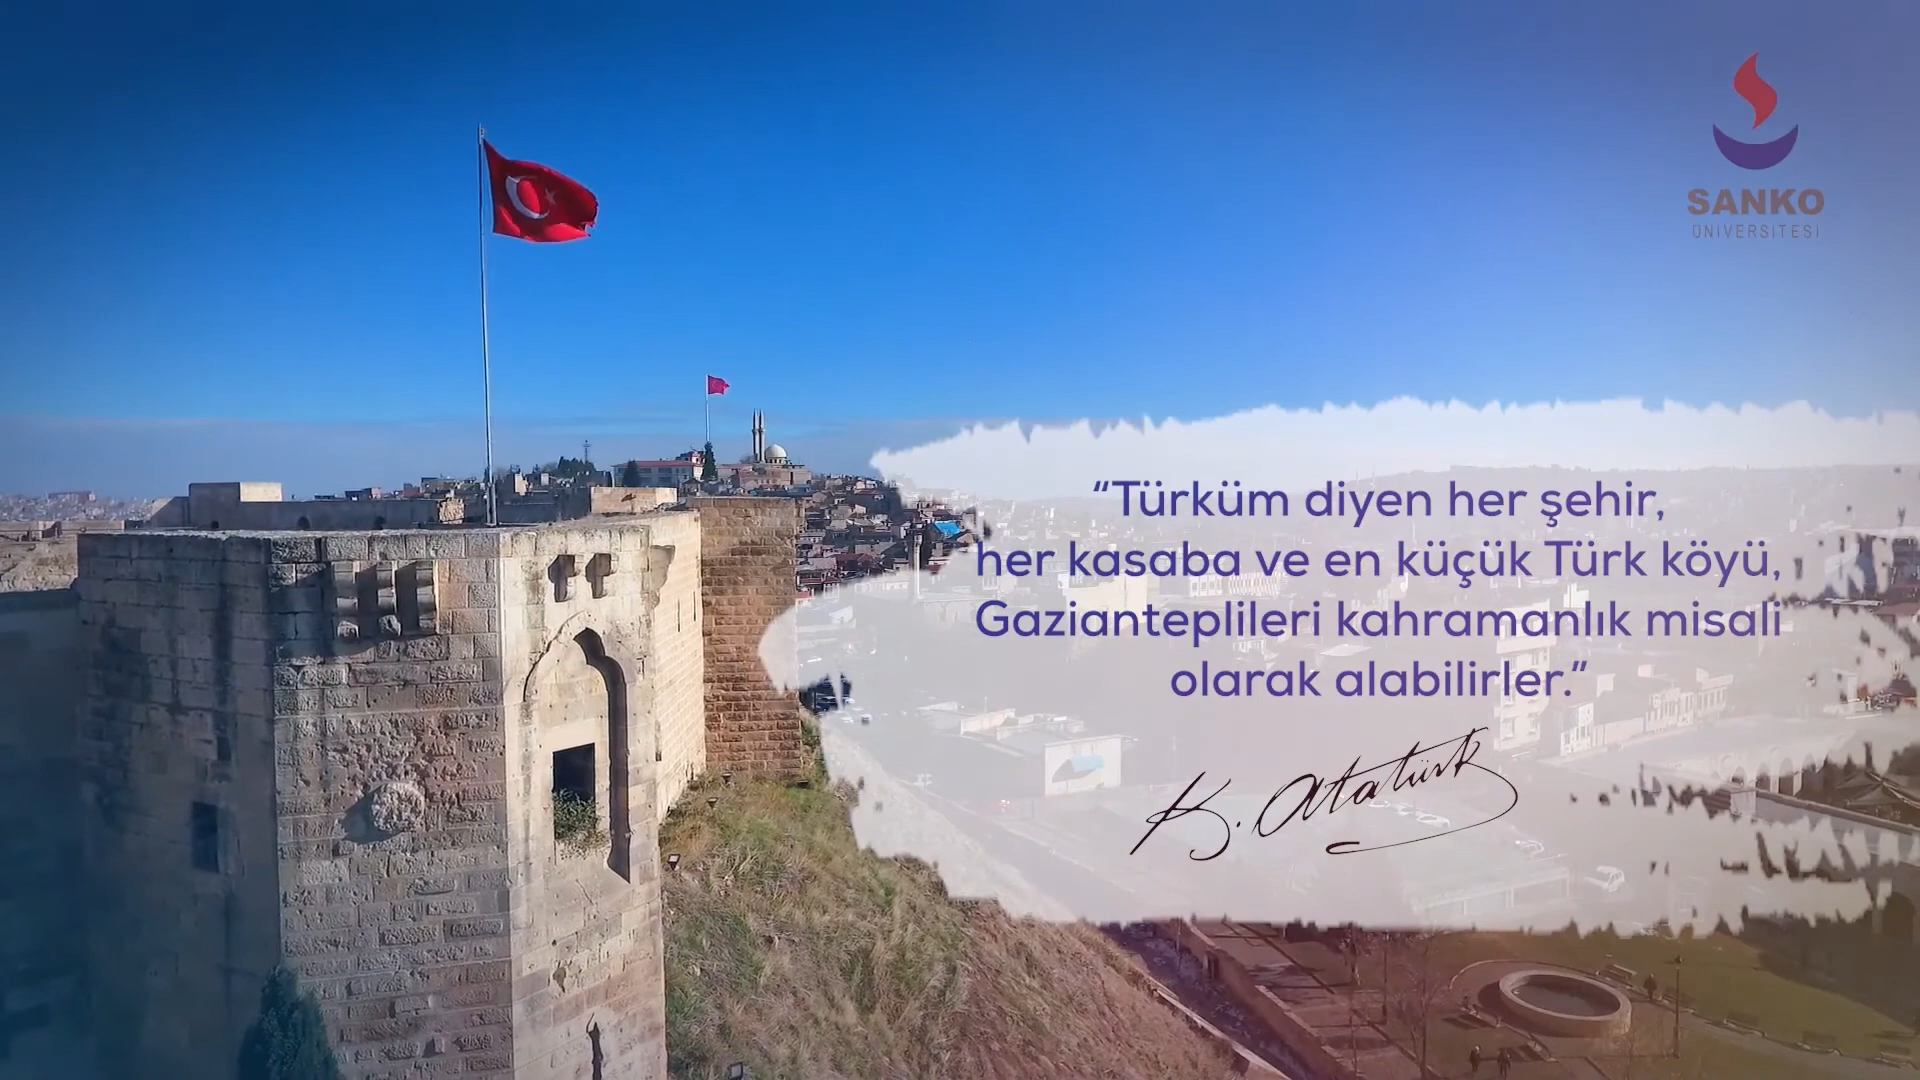 SANKO
ÜNİVERSİTESİ
“Türküm diyen her şehir,
her kasaba ve en küçük Türk köyü,
Gazianteplileri kahramanlık misali
olarak alabilirler.”
K. Atatürk